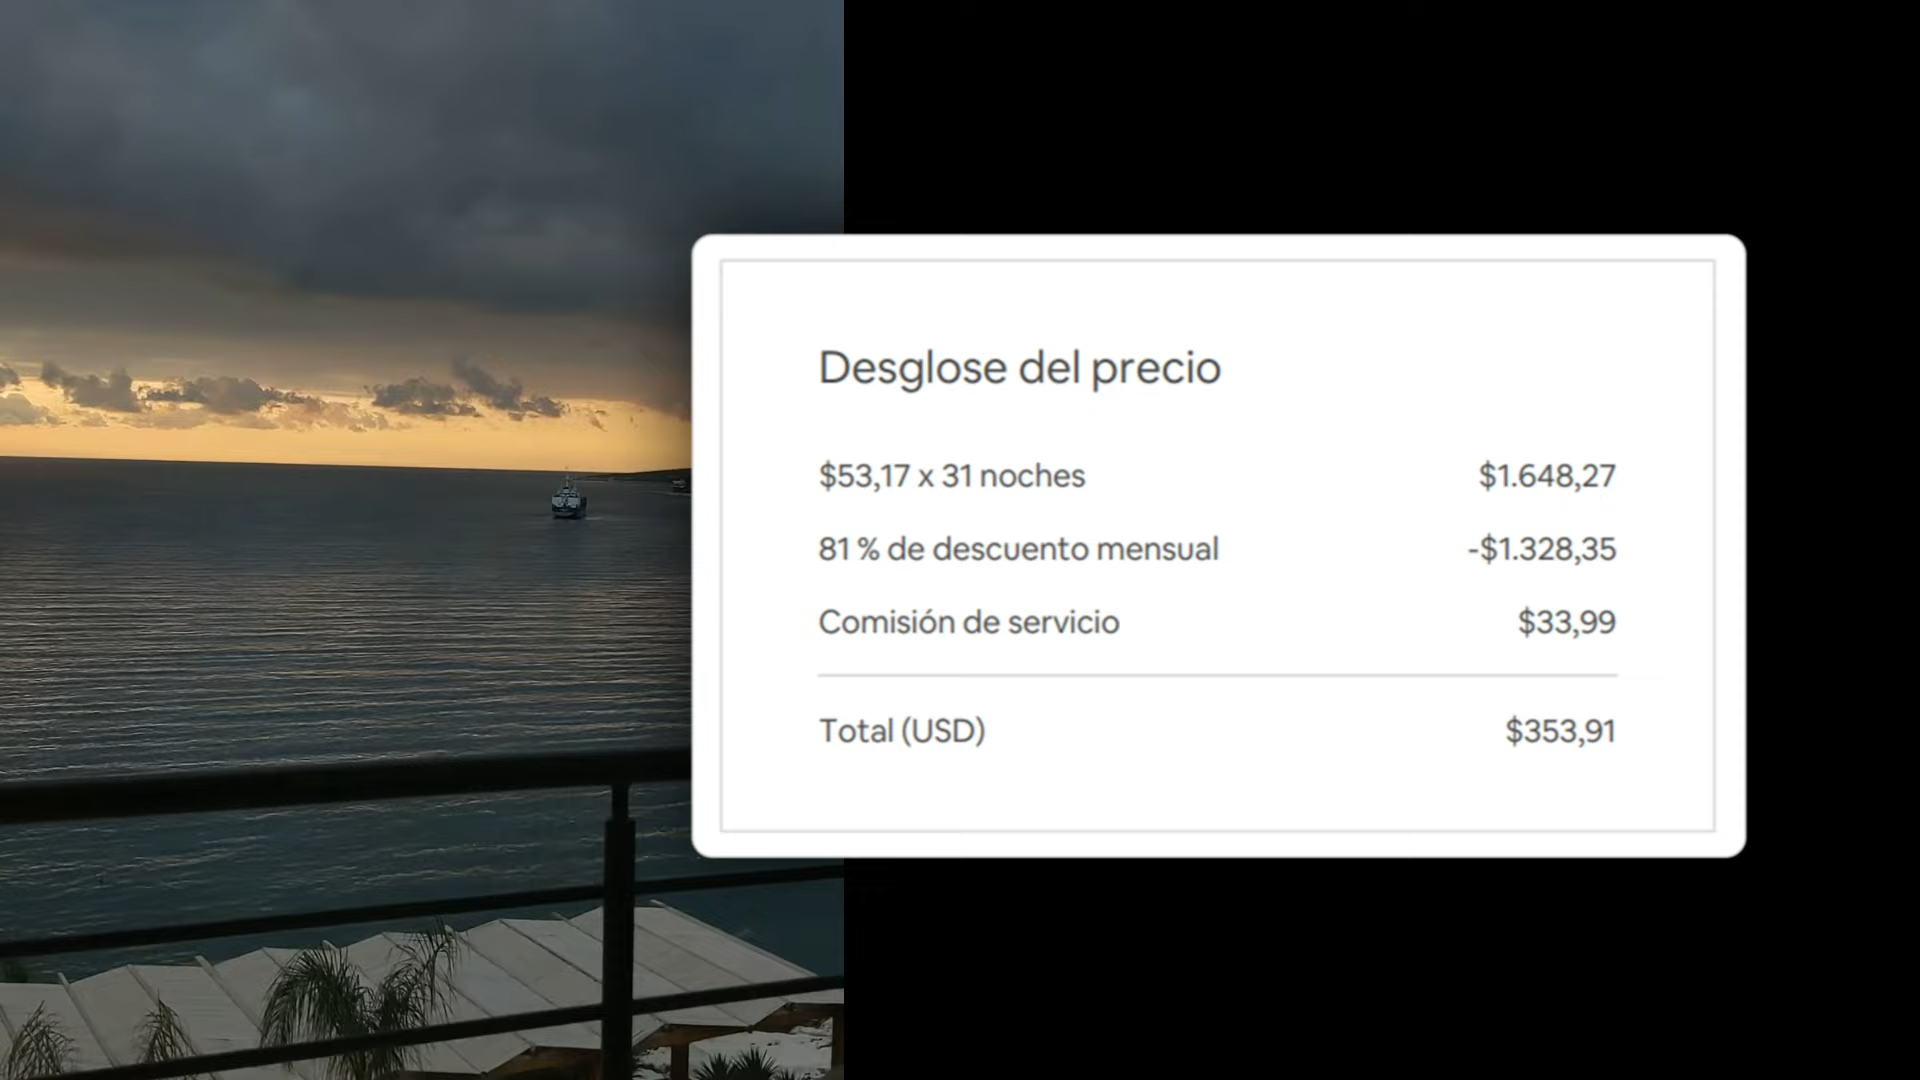 Desglose del precio
$53,17 x 31 noches $1.648,27
81 % de descuento mensual -$1.328,35
Comisión de servicio $33,99
Total (USD) $353,91